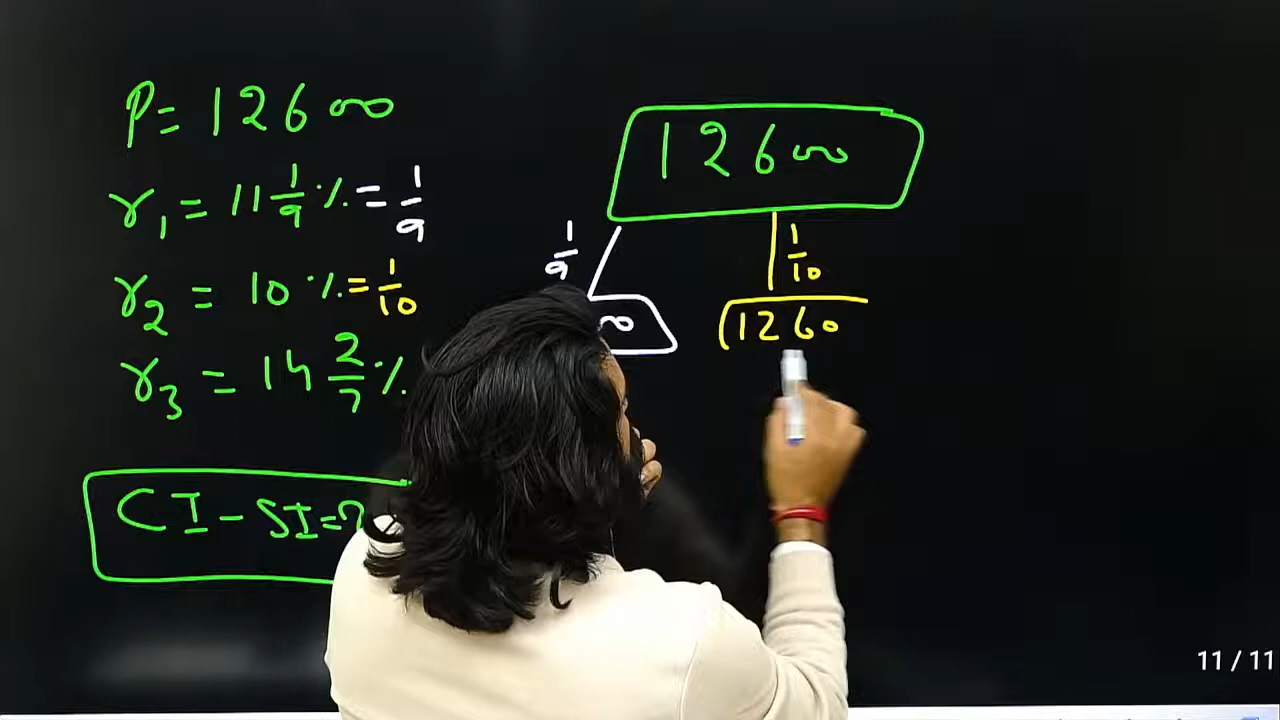 P = 12600
r1 = 11 1/9 % = 1/9
r2 = 10 % = 1/10
r3 = 14 2/7 %
CI - SI = ?
12600
1/9
1/10
00
1260
11 / 11